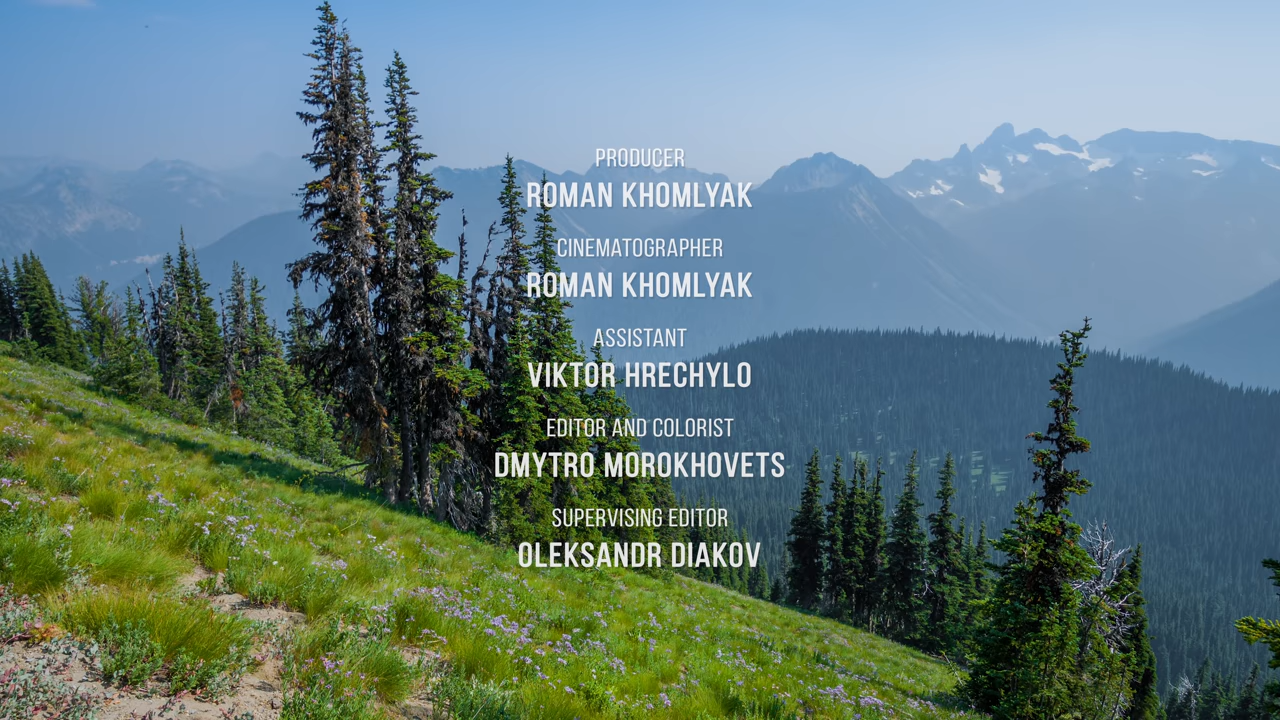 PRODUCER
ROMAN KHOMLYAK
CINEMATOGRAPHER
ROMAN KHOMLYAK
ASSISTANT
VIKTOR HRECHYLO
EDITOR AND COLORIST
DMYTRO MOROKHOVETS
SUPERVISING EDITOR
OLEKSANDR DIAKOV